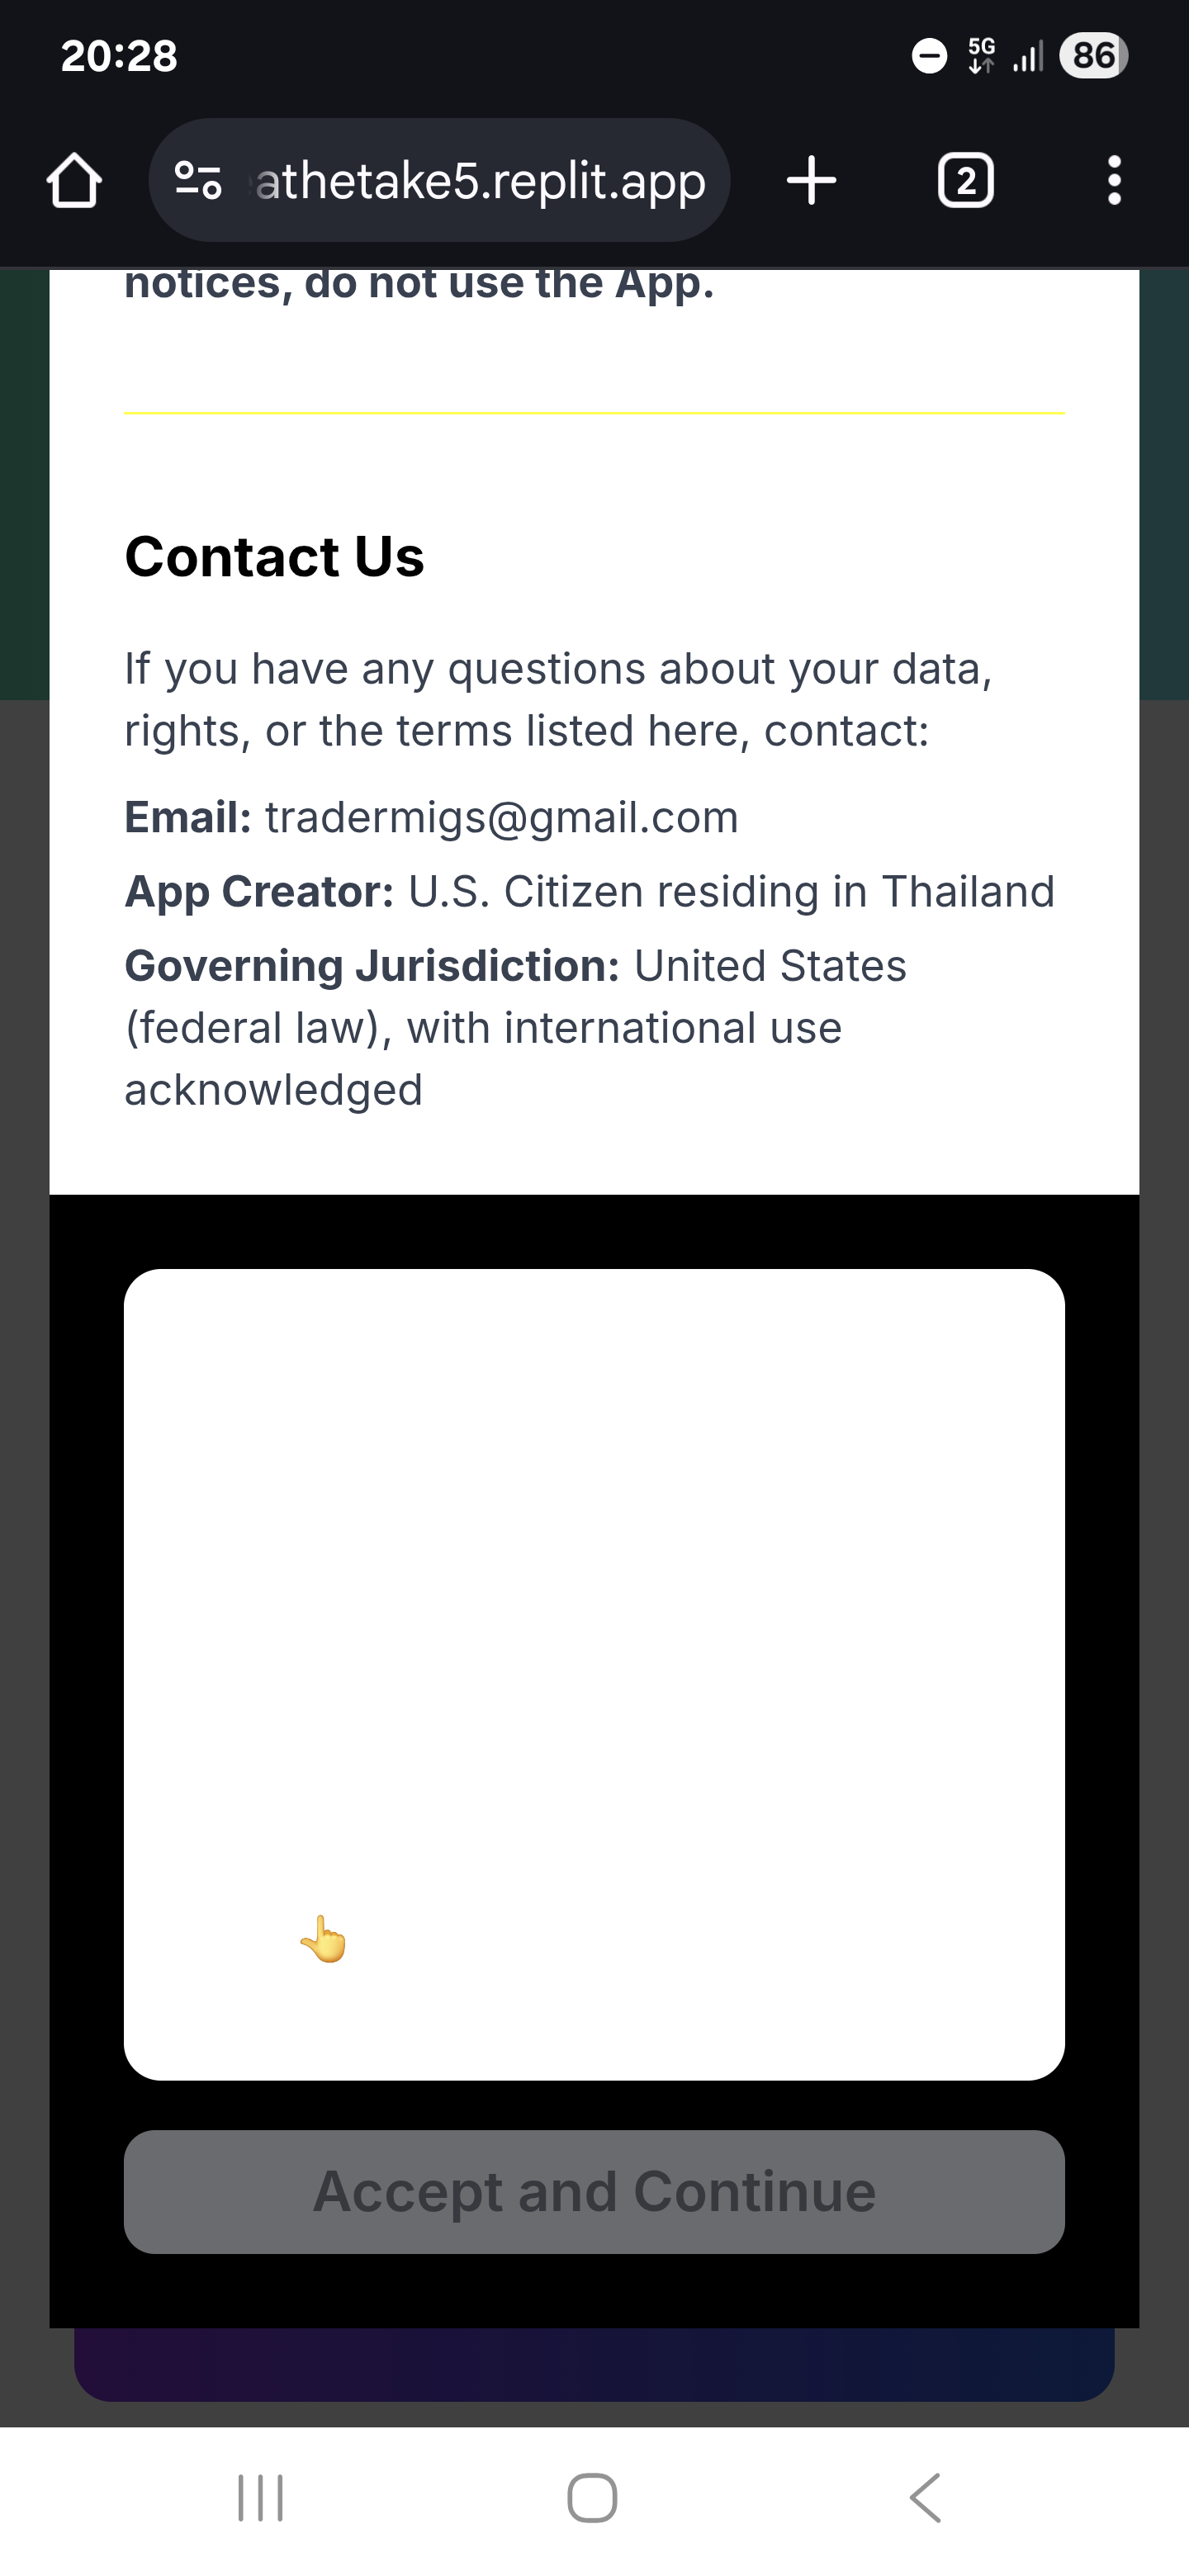 20:28
5G
86
athetake5.replit.app
2
notices, do not use the App.
Contact Us
If you have any questions about your data,
rights, or the terms listed here, contact:
Email: tradermigs@gmail.com
App Creator: U.S. Citizen residing in Thailand
Governing Jurisdiction: United States
(federal law), with international use
acknowledged
Accept and Continue